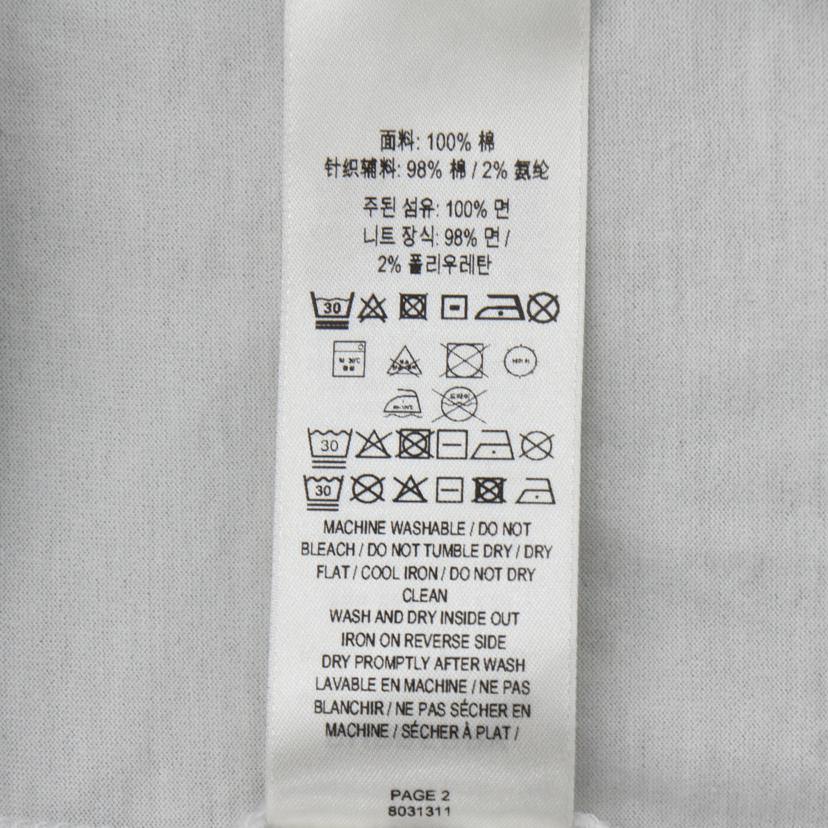 面料: 100% 棉
针织辅料: 98% 棉 / 2% 氨纶
주된 섬유: 100% 면
니트 장식: 98% 면 /
2% 폴리우레탄
30
30
30
MACHINE WASHABLE / DO NOT
BLEACH / DO NOT TUMBLE DRY / DRY
FLAT / COOL IRON / DO NOT DRY
CLEAN
WASH AND DRY INSIDE OUT
IRON ON REVERSE SIDE
DRY PROMPTLY AFTER WASH
LAVABLE EN MACHINE / NE PAS
BLANCHIR / NE PAS SÉCHER EN
MACHINE / SÉCHER À PLAT /
PAGE 2
8031311